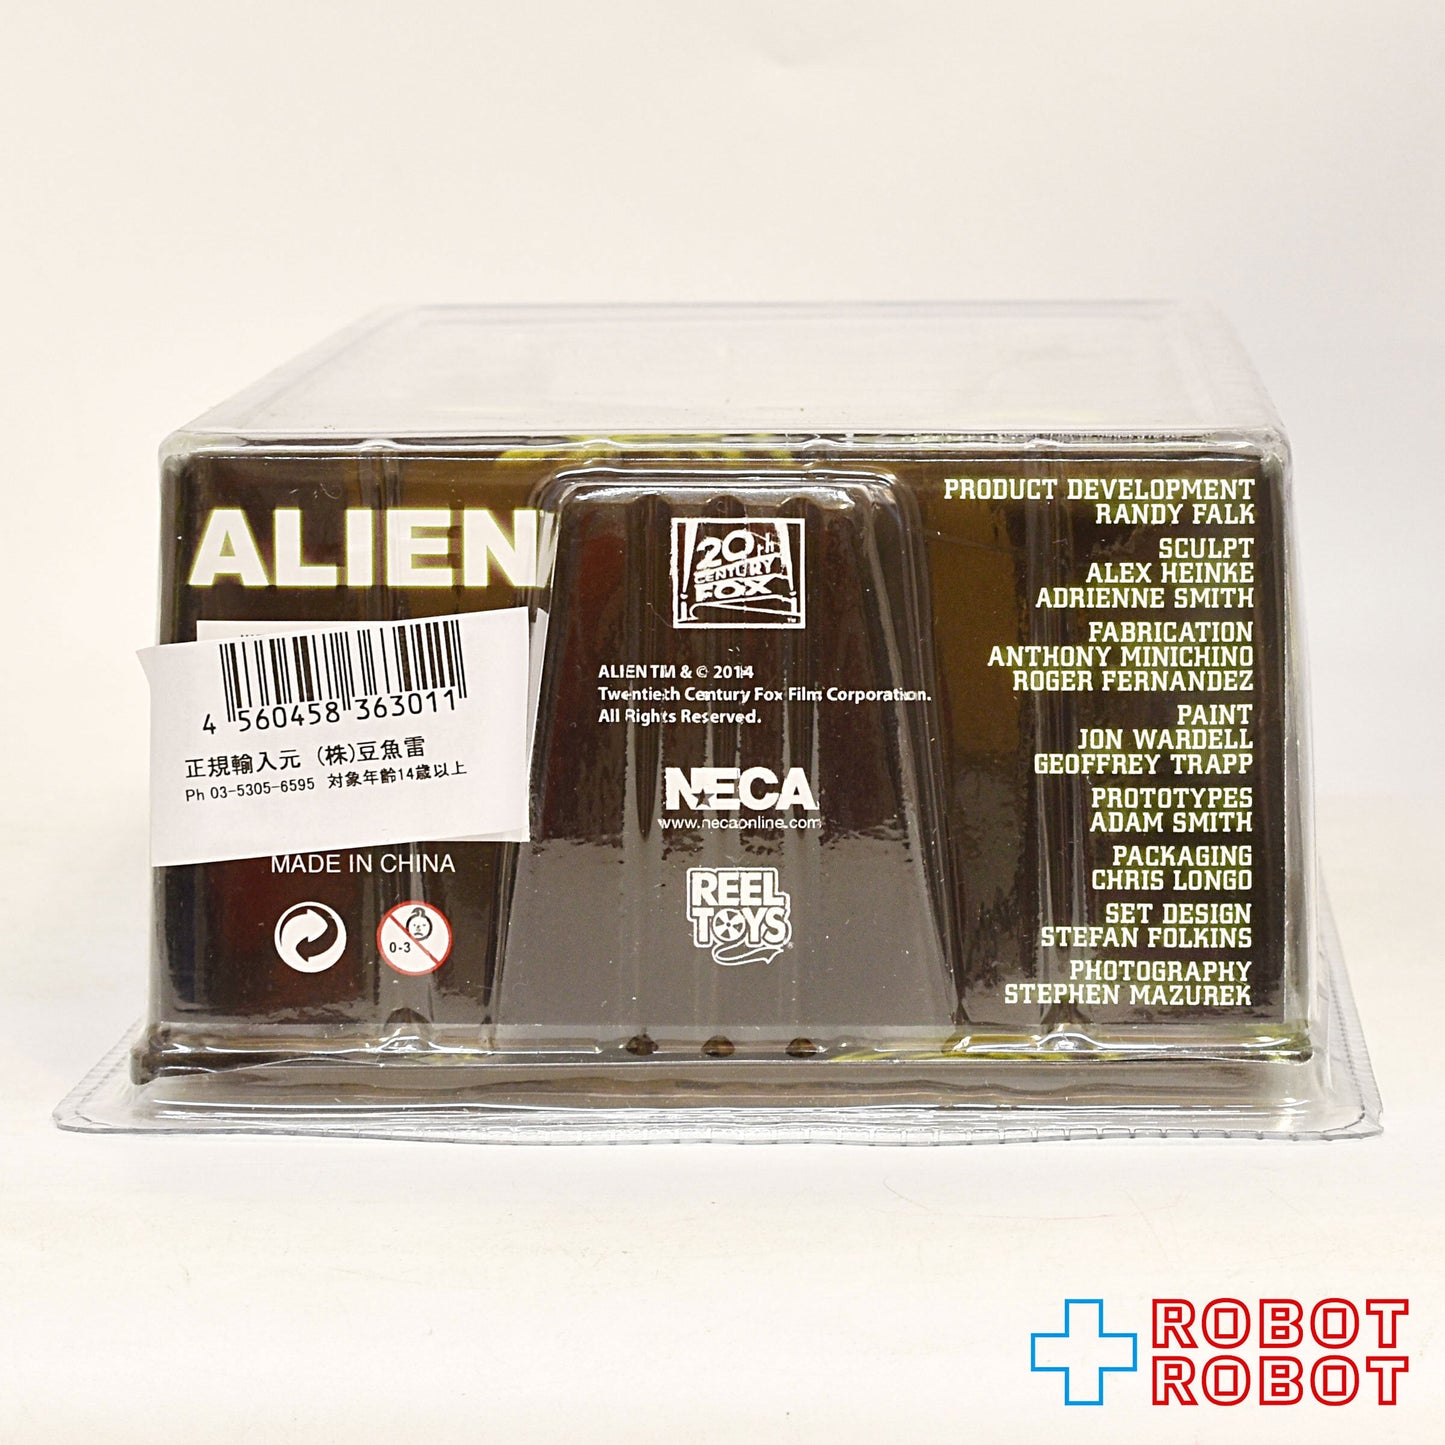 ALIEN
4 560458 363011
正規輸入元 (株)豆魚雷
Ph 03-5305-6595 対象年齢14歳以上
MADE IN CHINA
0-3
20th
CENTURY
FOX
TM
ALIEN TM & © 2014
Twentieth Century Fox Film Corporation.
All Rights Reserved.
NECA
www.necaonline.com
REEL
TOYS®
PRODUCT DEVELOPMENT
RANDY FALK
SCULPT
ALEX HEINKE
ADRIENNE SMITH
FABRICATION
ANTHONY MINICHINO
ROGER FERNANDEZ
PAINT
JON WARDELL
GEOFFREY TRAPP
PROTOTYPES
ADAM SMITH
PACKAGING
CHRIS LONGO
SET DESIGN
STEFAN FOLKINS
PHOTOGRAPHY
STEPHEN MAZUREK
ROBOT
ROBOT